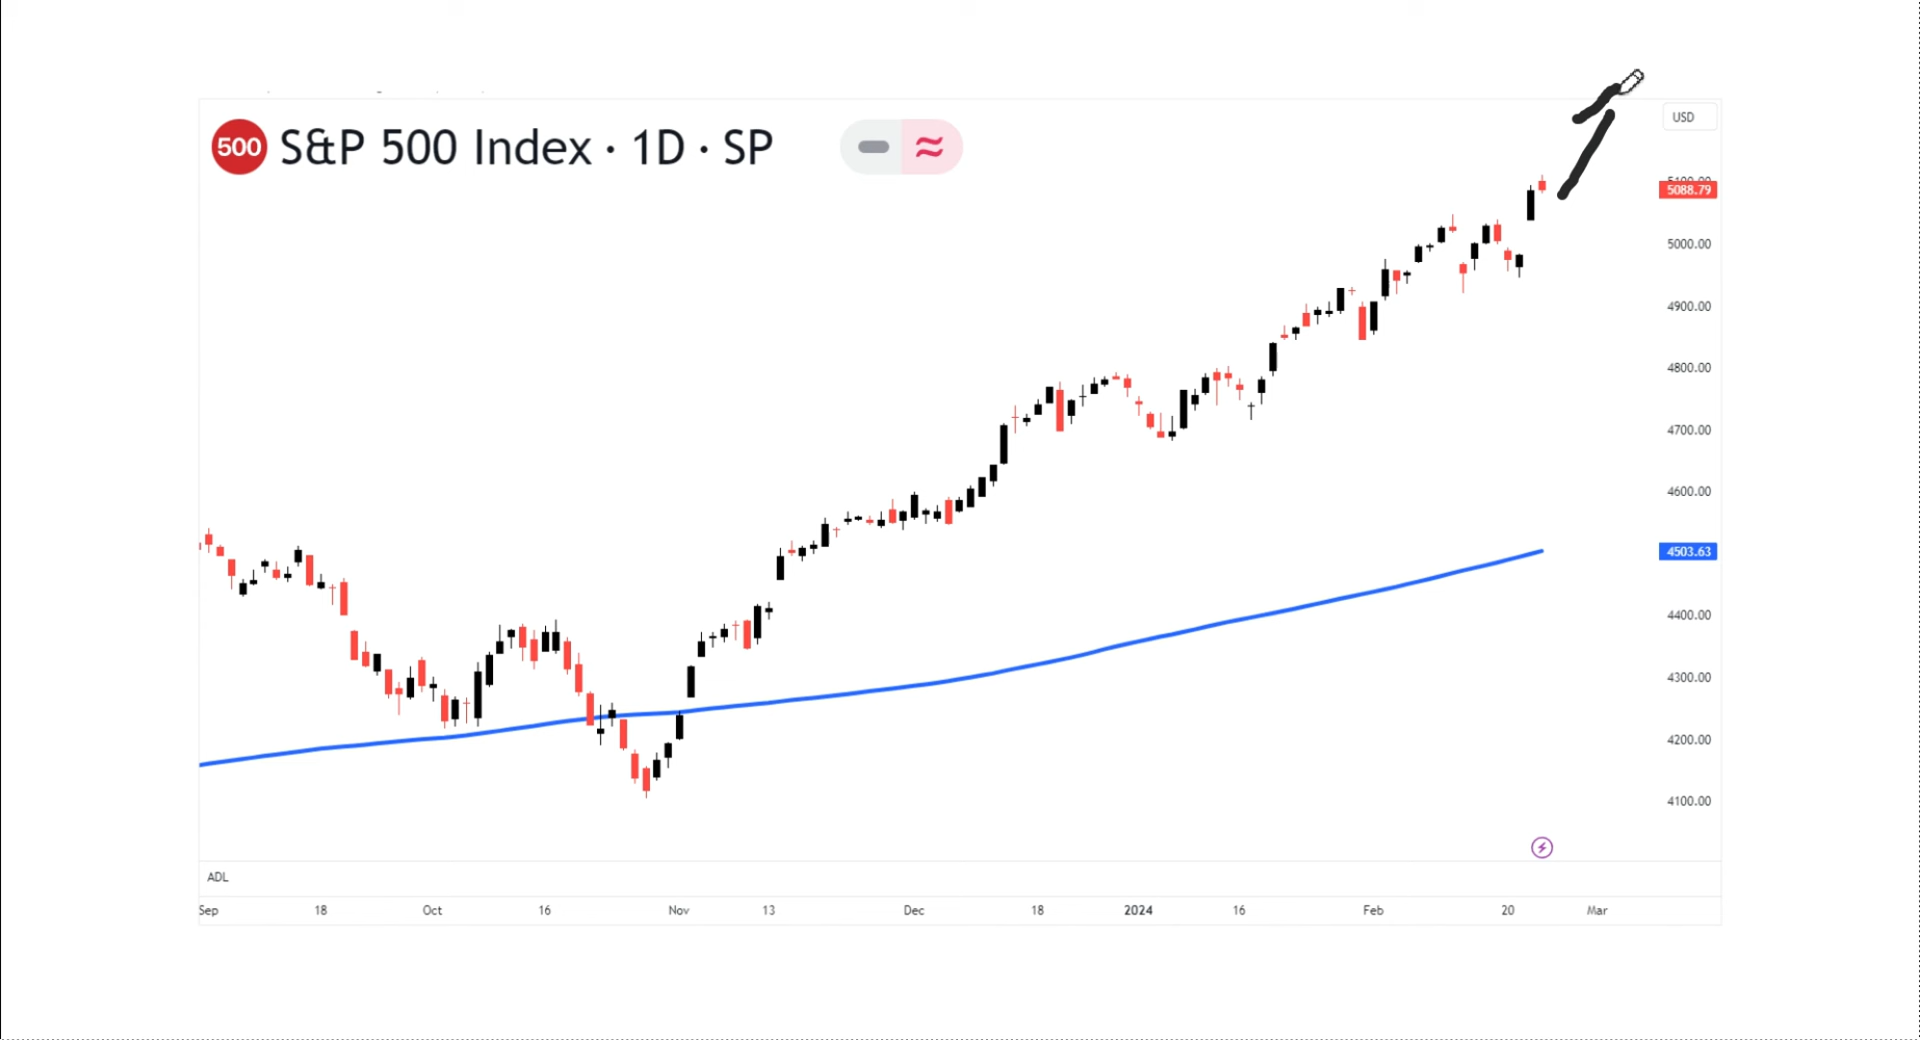 500 S&P 500 Index · 1D · SP
USD
5088.79
5000.00
4900.00
4800.00
4700.00
4600.00
4503.63
4400.00
4300.00
4200.00
4100.00
ADL
Sep 18 Oct 16 Nov 13 Dec 18 2024 16 Feb 20 Mar